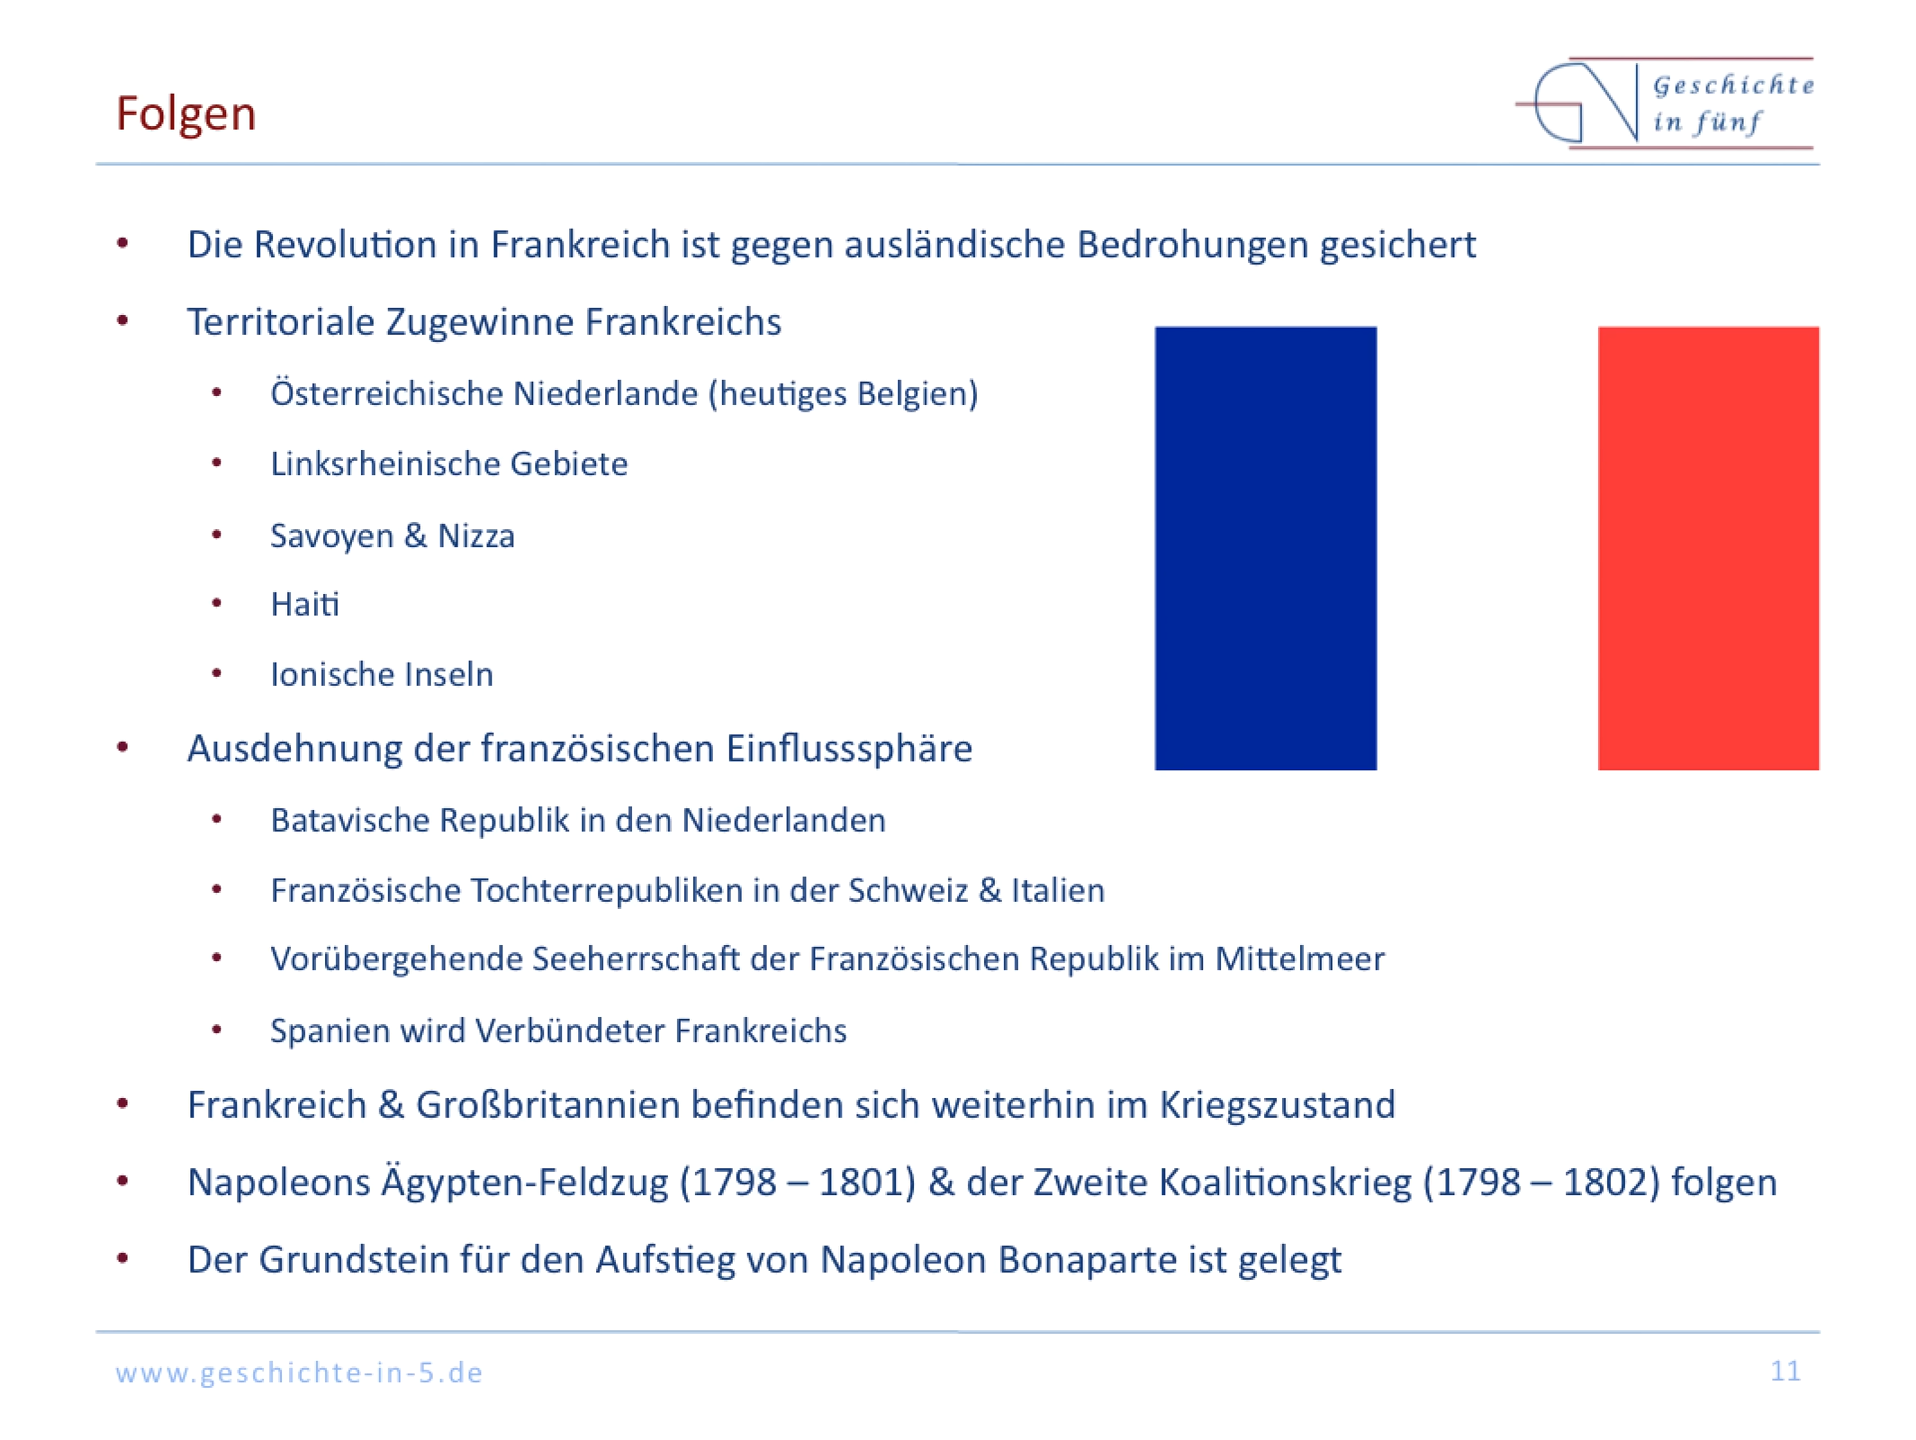 Folgen
Geschichte
in fünf
• Die Revolution in Frankreich ist gegen ausländische Bedrohungen gesichert
• Territoriale Zugewinne Frankreichs
• Österreichische Niederlande (heutiges Belgien)
• Linksrheinische Gebiete
• Savoyen & Nizza
• Haiti
• Ionische Inseln
• Ausdehnung der französischen Einflusssphäre
• Batavische Republik in den Niederlanden
• Französische Tochterrepubliken in der Schweiz & Italien
• Vorübergehende Seeherrschaft der Französischen Republik im Mittelmeer
• Spanien wird Verbündeter Frankreichs
• Frankreich & Großbritannien befinden sich weiterhin im Kriegszustand
• Napoleons Ägypten-Feldzug (1798 – 1801) & der Zweite Koalitionskrieg (1798 – 1802) folgen
• Der Grundstein für den Aufstieg von Napoleon Bonaparte ist gelegt
www.geschichte-in-5.de
11